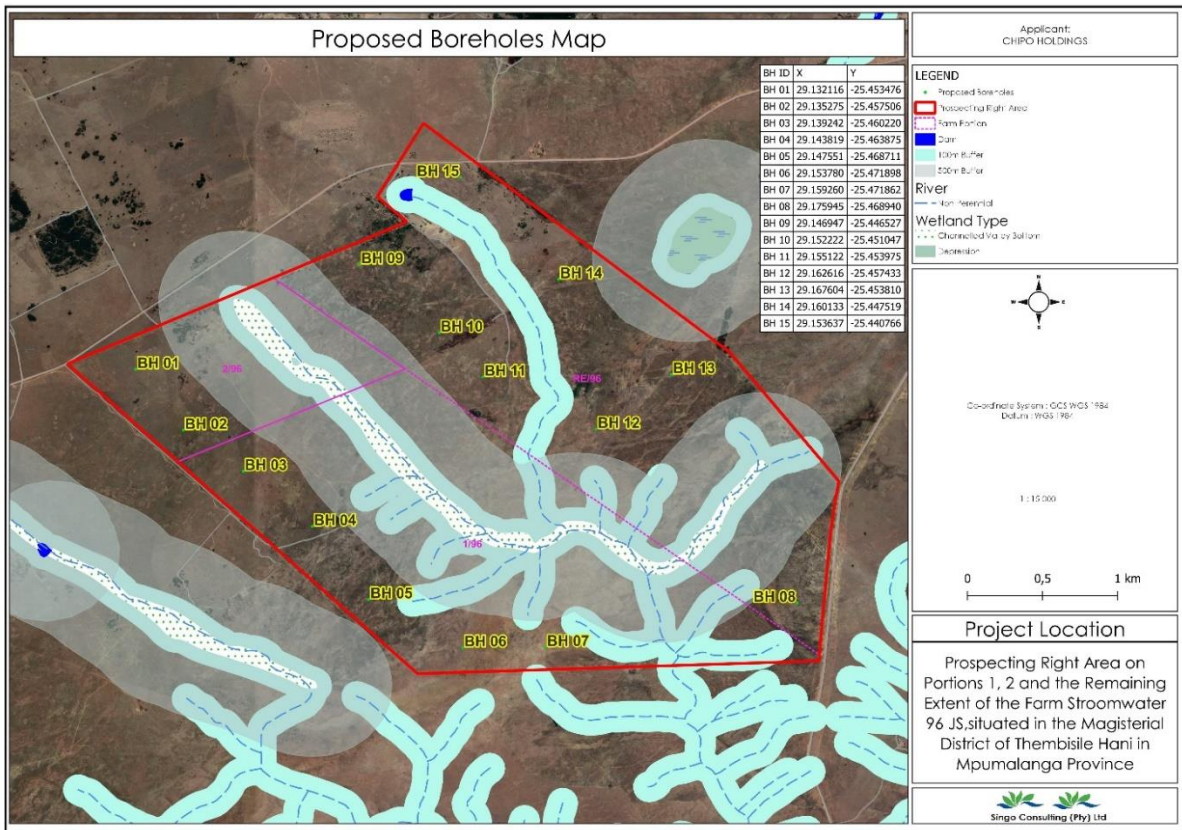 Proposed Boreholes Map
Applicant:
CHIPO HOLDINGS
BH ID X Y
BH 01 29.132116 -25.453476
BH 02 29.135275 -25.457506
BH 03 29.139242 -25.460220
BH 04 29.143819 -25.463875
BH 05 29.147551 -25.468711
BH 06 29.153780 -25.471898
BH 07 29.159260 -25.471862
BH 08 29.175945 -25.468940
BH 09 29.146947 -25.446527
BH 10 29.152222 -25.451047
BH 11 29.155122 -25.453975
BH 12 29.162616 -25.457433
BH 13 29.167604 -25.453810
BH 14 29.160133 -25.447519
BH 15 29.153637 -25.440766
LEGEND
Proposed Boreholes
Prospecting Right Area
Farm Portion
Dam
100m Buffer
500m Buffer
River
Non Perennial
Wetland Type
Channelled Valley Bottom
Depression
BH 15
BH 09
BH 14
BH 10
BH 01
2/96
BH 11
RE/96
BH 13
BH 02
BH 12
BH 03
BH 04
1/96
BH 05
BH 08
BH 06
BH 07
N
W
E
S
Co-ordinate System : GCS WGS 1984
Datum : WGS 1984
1 : 15 000
0 0,5 1 km
Project Location
Prospecting Right Area on
Portions 1, 2 and the Remaining
Extent of the Farm Stroomwater
96 JS,situated in the Magisterial
District of Thembisile Hani in
Mpumalanga Province
Singo Consulting (Pty) Ltd